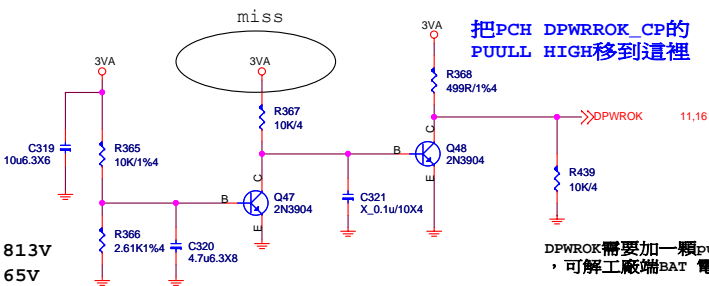 miss
把PCH DPWRROK_CP的
PUULL HIGH移到這裡
3VA
3VA
3VA
R368
499R/1%4
R367
10K/4
DPWROK 11,16
C319
10u6.3X6
R365
10K/1%4
C
B
Q48
2N3904
E
R439
10K/4
C
B
Q47
2N3904
E
C321
X_0.1u/10X4
R366
2.61K1%4
C320
4.7u6.3X8
813V
65V
DPWROK需要加一顆pu
，可解工廠端BAT 電